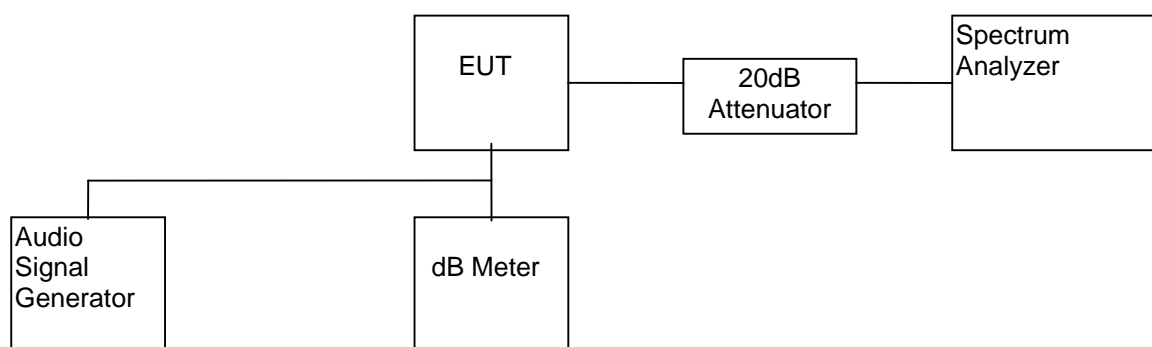 EUT
20dB
Attenuator
Spectrum
Analyzer
Audio
Signal
Generator
dB Meter